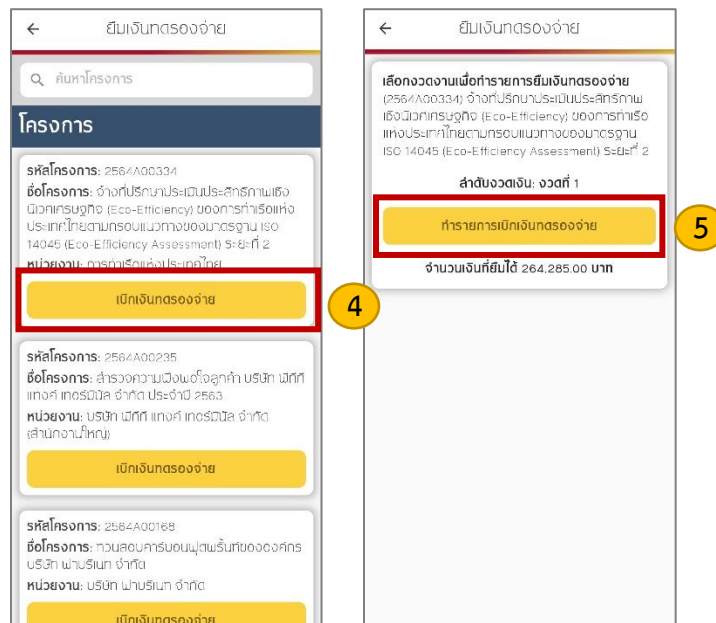 ยืมเงินทดรองจ่าย
ค้นหาโครงการ
โครงการ
รหัสโครงการ: 2564A00334
ชื่อโครงการ: จ้างที่ปรึกษาประเมินประสิทธิภาพเชิง
นิเวศเศรษฐกิจ (Eco-Efficiency) ของการท่าเรือแห่ง
ประเทศไทยตามกรอบแนวทางของมาตรฐาน ISO
14045 (Eco-Efficiency Assessment) ระยะที่ 2
หน่วยงาน: การท่าเรือแห่งประเทศไทย
เบิกเงินทดรองจ่าย
4
รหัสโครงการ: 2564A00235
ชื่อโครงการ: สำรวจความพึงพอใจลูกค้า บริษัท พีทีที
แทงค์ เทอร์มินัล จำกัด ประจำปี 2563
หน่วยงาน: บริษัท พีทีที แทงค์ เทอร์มินัล จำกัด
(สำนักงานใหญ่)
เบิกเงินทดรองจ่าย
รหัสโครงการ: 2564A00168
ชื่อโครงการ: ทวนสอบคาร์บอนฟุตพริ้นท์ขององค์กร
บริษัท ฟาบริเนท จำกัด
หน่วยงาน: บริษัท ฟาบริเนท จำกัด
เบิกเงินทดรองจ่าย
ยืมเงินทดรองจ่าย
เลือกงวดงานเพื่อทำรายการยืมเงินทดรองจ่าย
(2564A00334) จ้างที่ปรึกษาประเมินประสิทธิภาพ
เชิงนิเวศเศรษฐกิจ (Eco-Efficiency) ของการท่าเรือ
แห่งประเทศไทยตามกรอบแนวทางของมาตรฐาน
ISO 14045 (Eco-Efficiency Assessment) ระยะที่ 2
ลำดับงวดเงิน: งวดที่ 1
ทำรายการเบิกเงินทดรองจ่าย
5
จำนวนเงินที่ยืมได้ 264,285.00 บาท